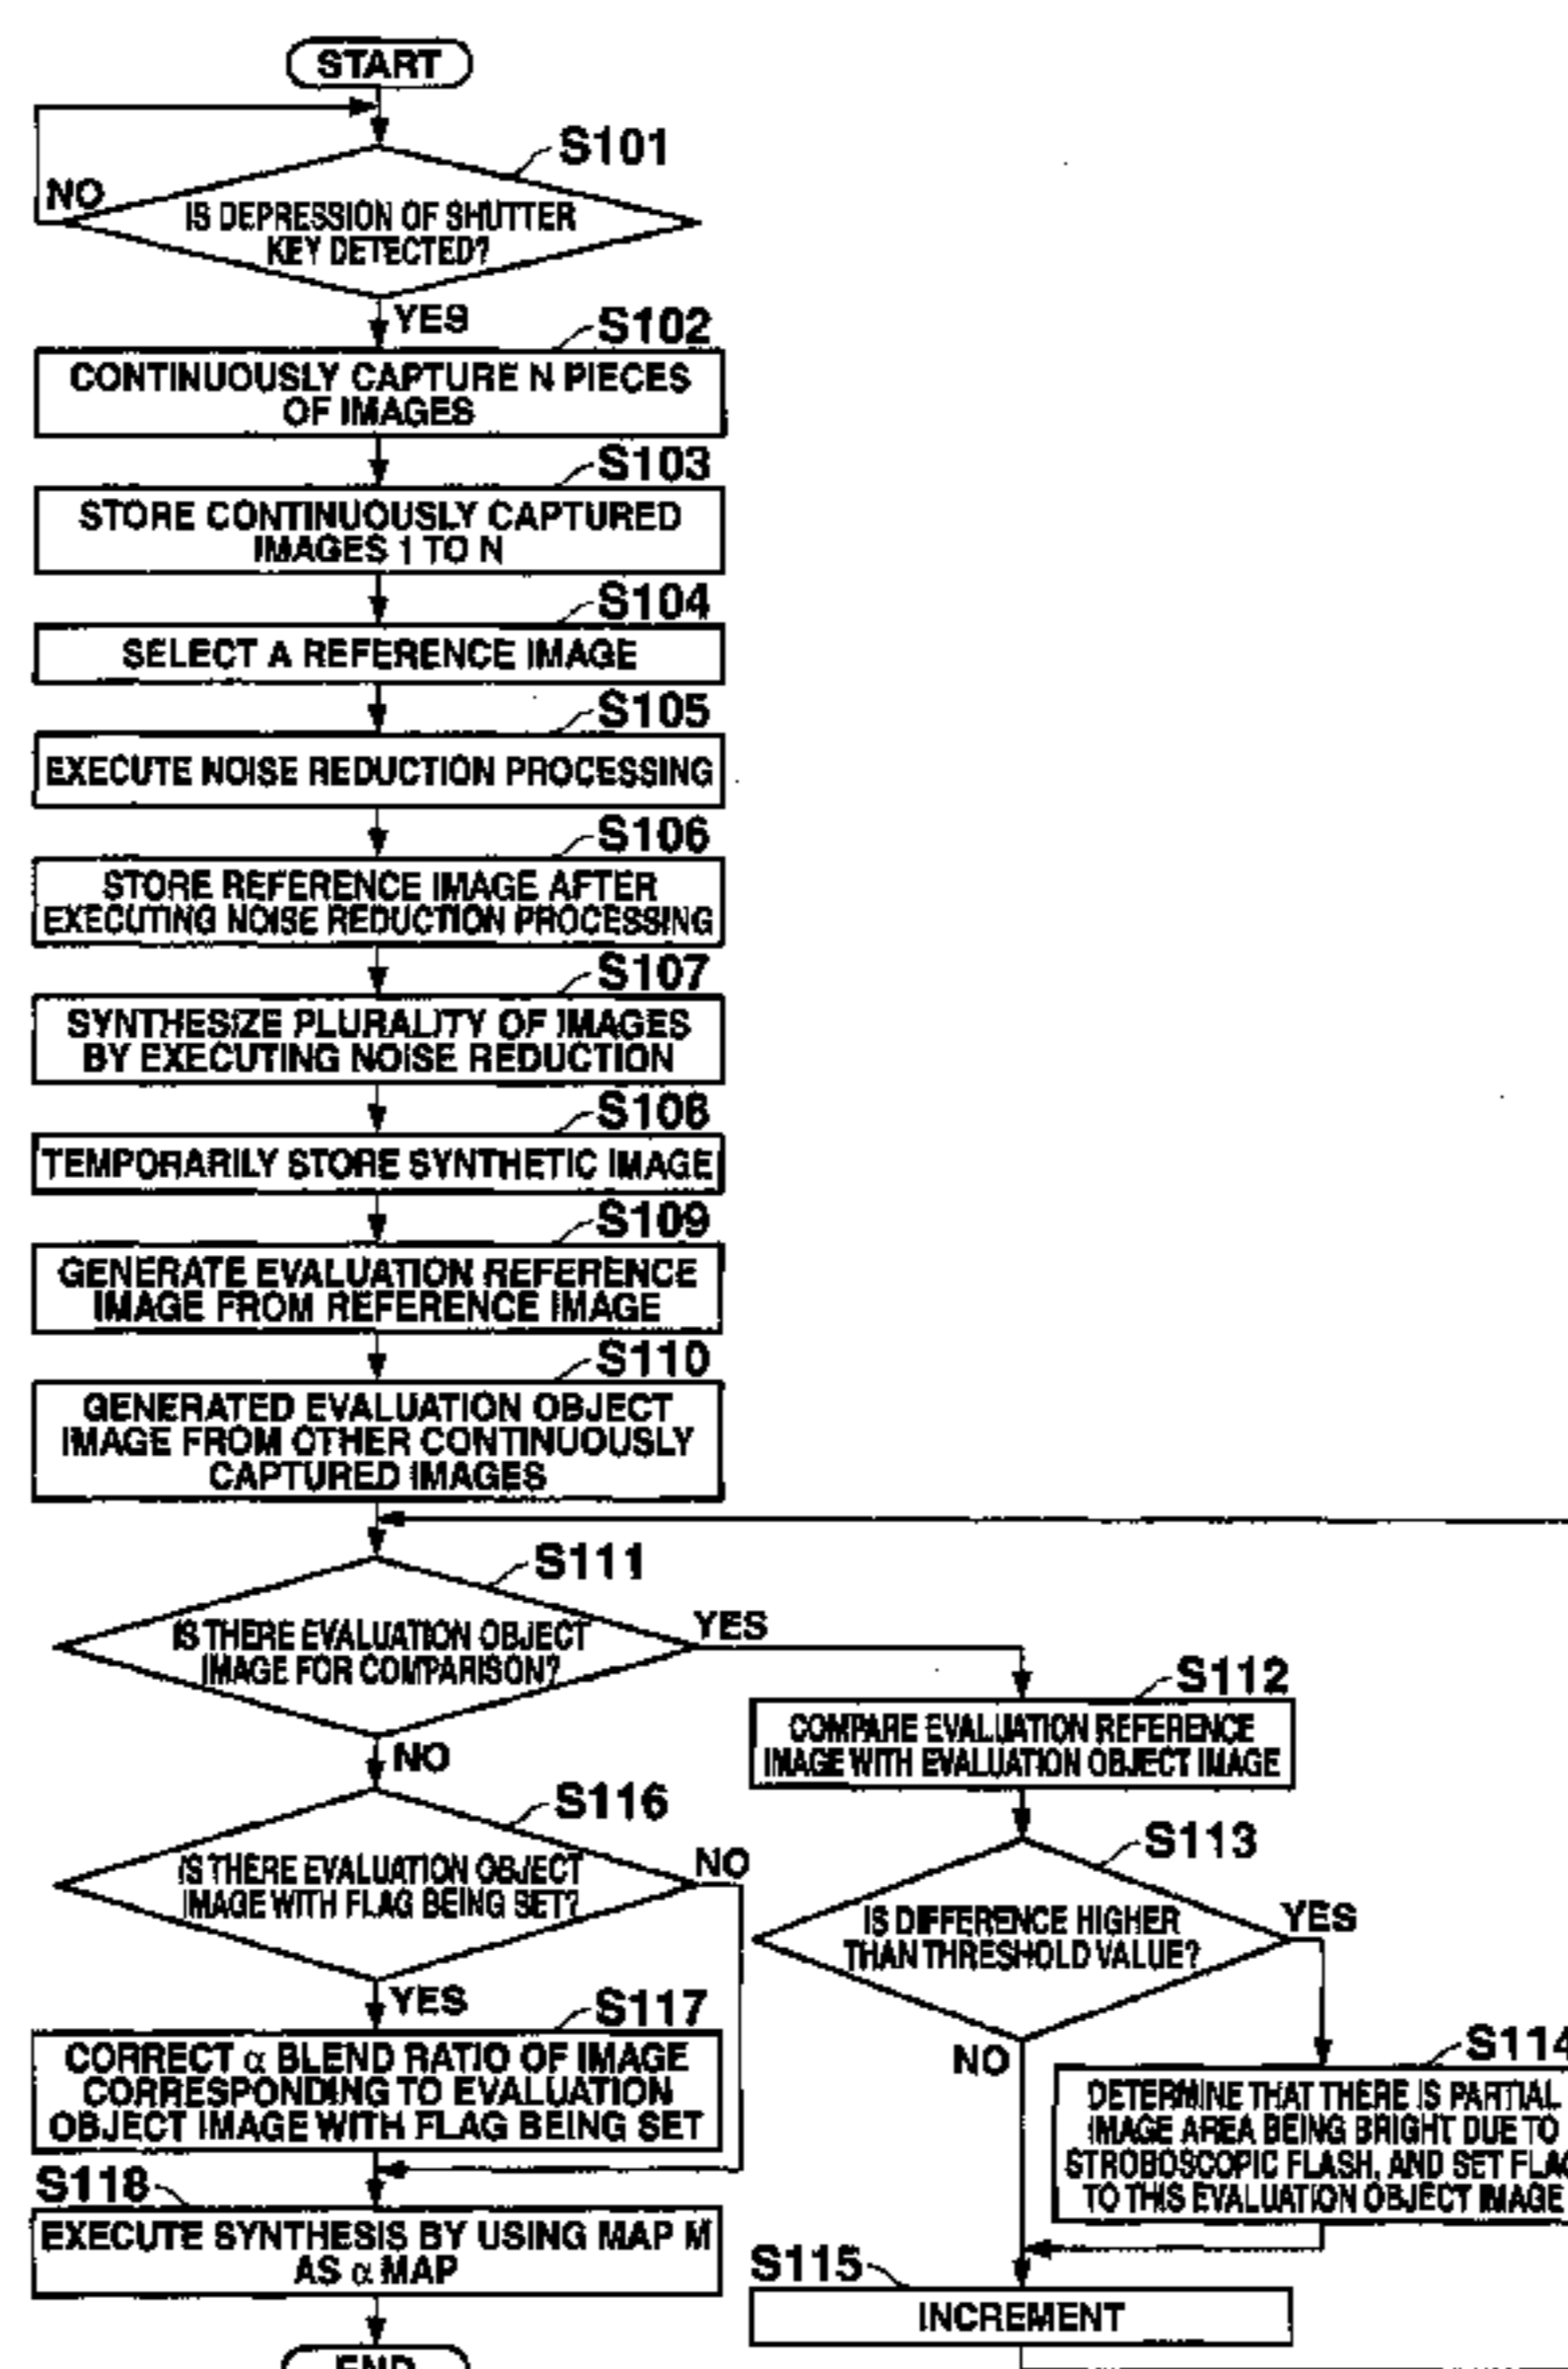 START
S101
NO
IS DEPRESSION OF SHUTTER
KEY DETECTED?
YES
S102
CONTINUOUSLY CAPTURE N PIECES
OF IMAGES
S103
STORE CONTINUOUSLY CAPTURED
IMAGES 1 TO N
S104
SELECT A REFERENCE IMAGE
S105
EXECUTE NOISE REDUCTION PROCESSING
S106
STORE REFERENCE IMAGE AFTER
EXECUTING NOISE REDUCTION PROCESSING
S107
SYNTHESIZE PLURALITY OF IMAGES
BY EXECUTING NOISE REDUCTION
S108
TEMPORARILY STORE SYNTHETIC IMAGE
S109
GENERATE EVALUATION REFERENCE
IMAGE FROM REFERENCE IMAGE
S110
GENERATED EVALUATION OBJECT
IMAGE FROM OTHER CONTINUOUSLY
CAPTURED IMAGES
S111
IS THERE EVALUATION OBJECT
IMAGE FOR COMPARISON?
YES
NO
S112
COMPARE EVALUATION REFERENCE
IMAGE WITH EVALUATION OBJECT IMAGE
S113
IS DIFFERENCE HIGHER
THAN THRESHOLD VALUE?
YES
NO
S114
DETERMINE THAT THERE IS PARTIAL
IMAGE AREA BEING BRIGHT DUE TO
STROBOSCOPIC FLASH, AND SET FLAG
TO THIS EVALUATION OBJECT IMAGE
S115
INCREMENT
S116
IS THERE EVALUATION OBJECT
IMAGE WITH FLAG BEING SET?
NO
YES
S117
CORRECT α BLEND RATIO OF IMAGE
CORRESPONDING TO EVALUATION
OBJECT IMAGE WITH FLAG BEING SET
S118
EXECUTE SYNTHESIS BY USING MAP M
AS α MAP
END